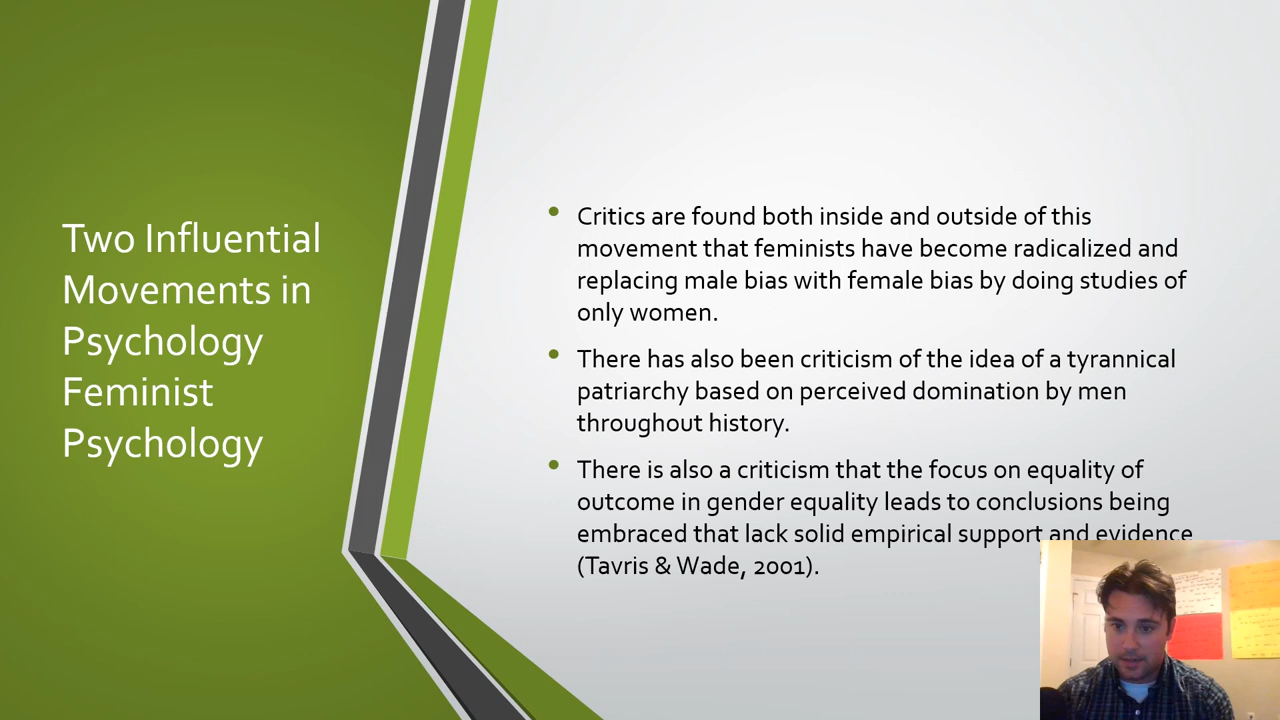 Two Influential
Movements in
Psychology
Feminist
Psychology
Critics are found both inside and outside of this
movement that feminists have become radicalized and
replacing male bias with female bias by doing studies of
only women.
There has also been criticism of the idea of a tyrannical
patriarchy based on perceived domination by men
throughout history.
There is also a criticism that the focus on equality of
outcome in gender equality leads to conclusions being
embraced that lack solid empirical support and evidence
(Tavris & Wade, 2001).